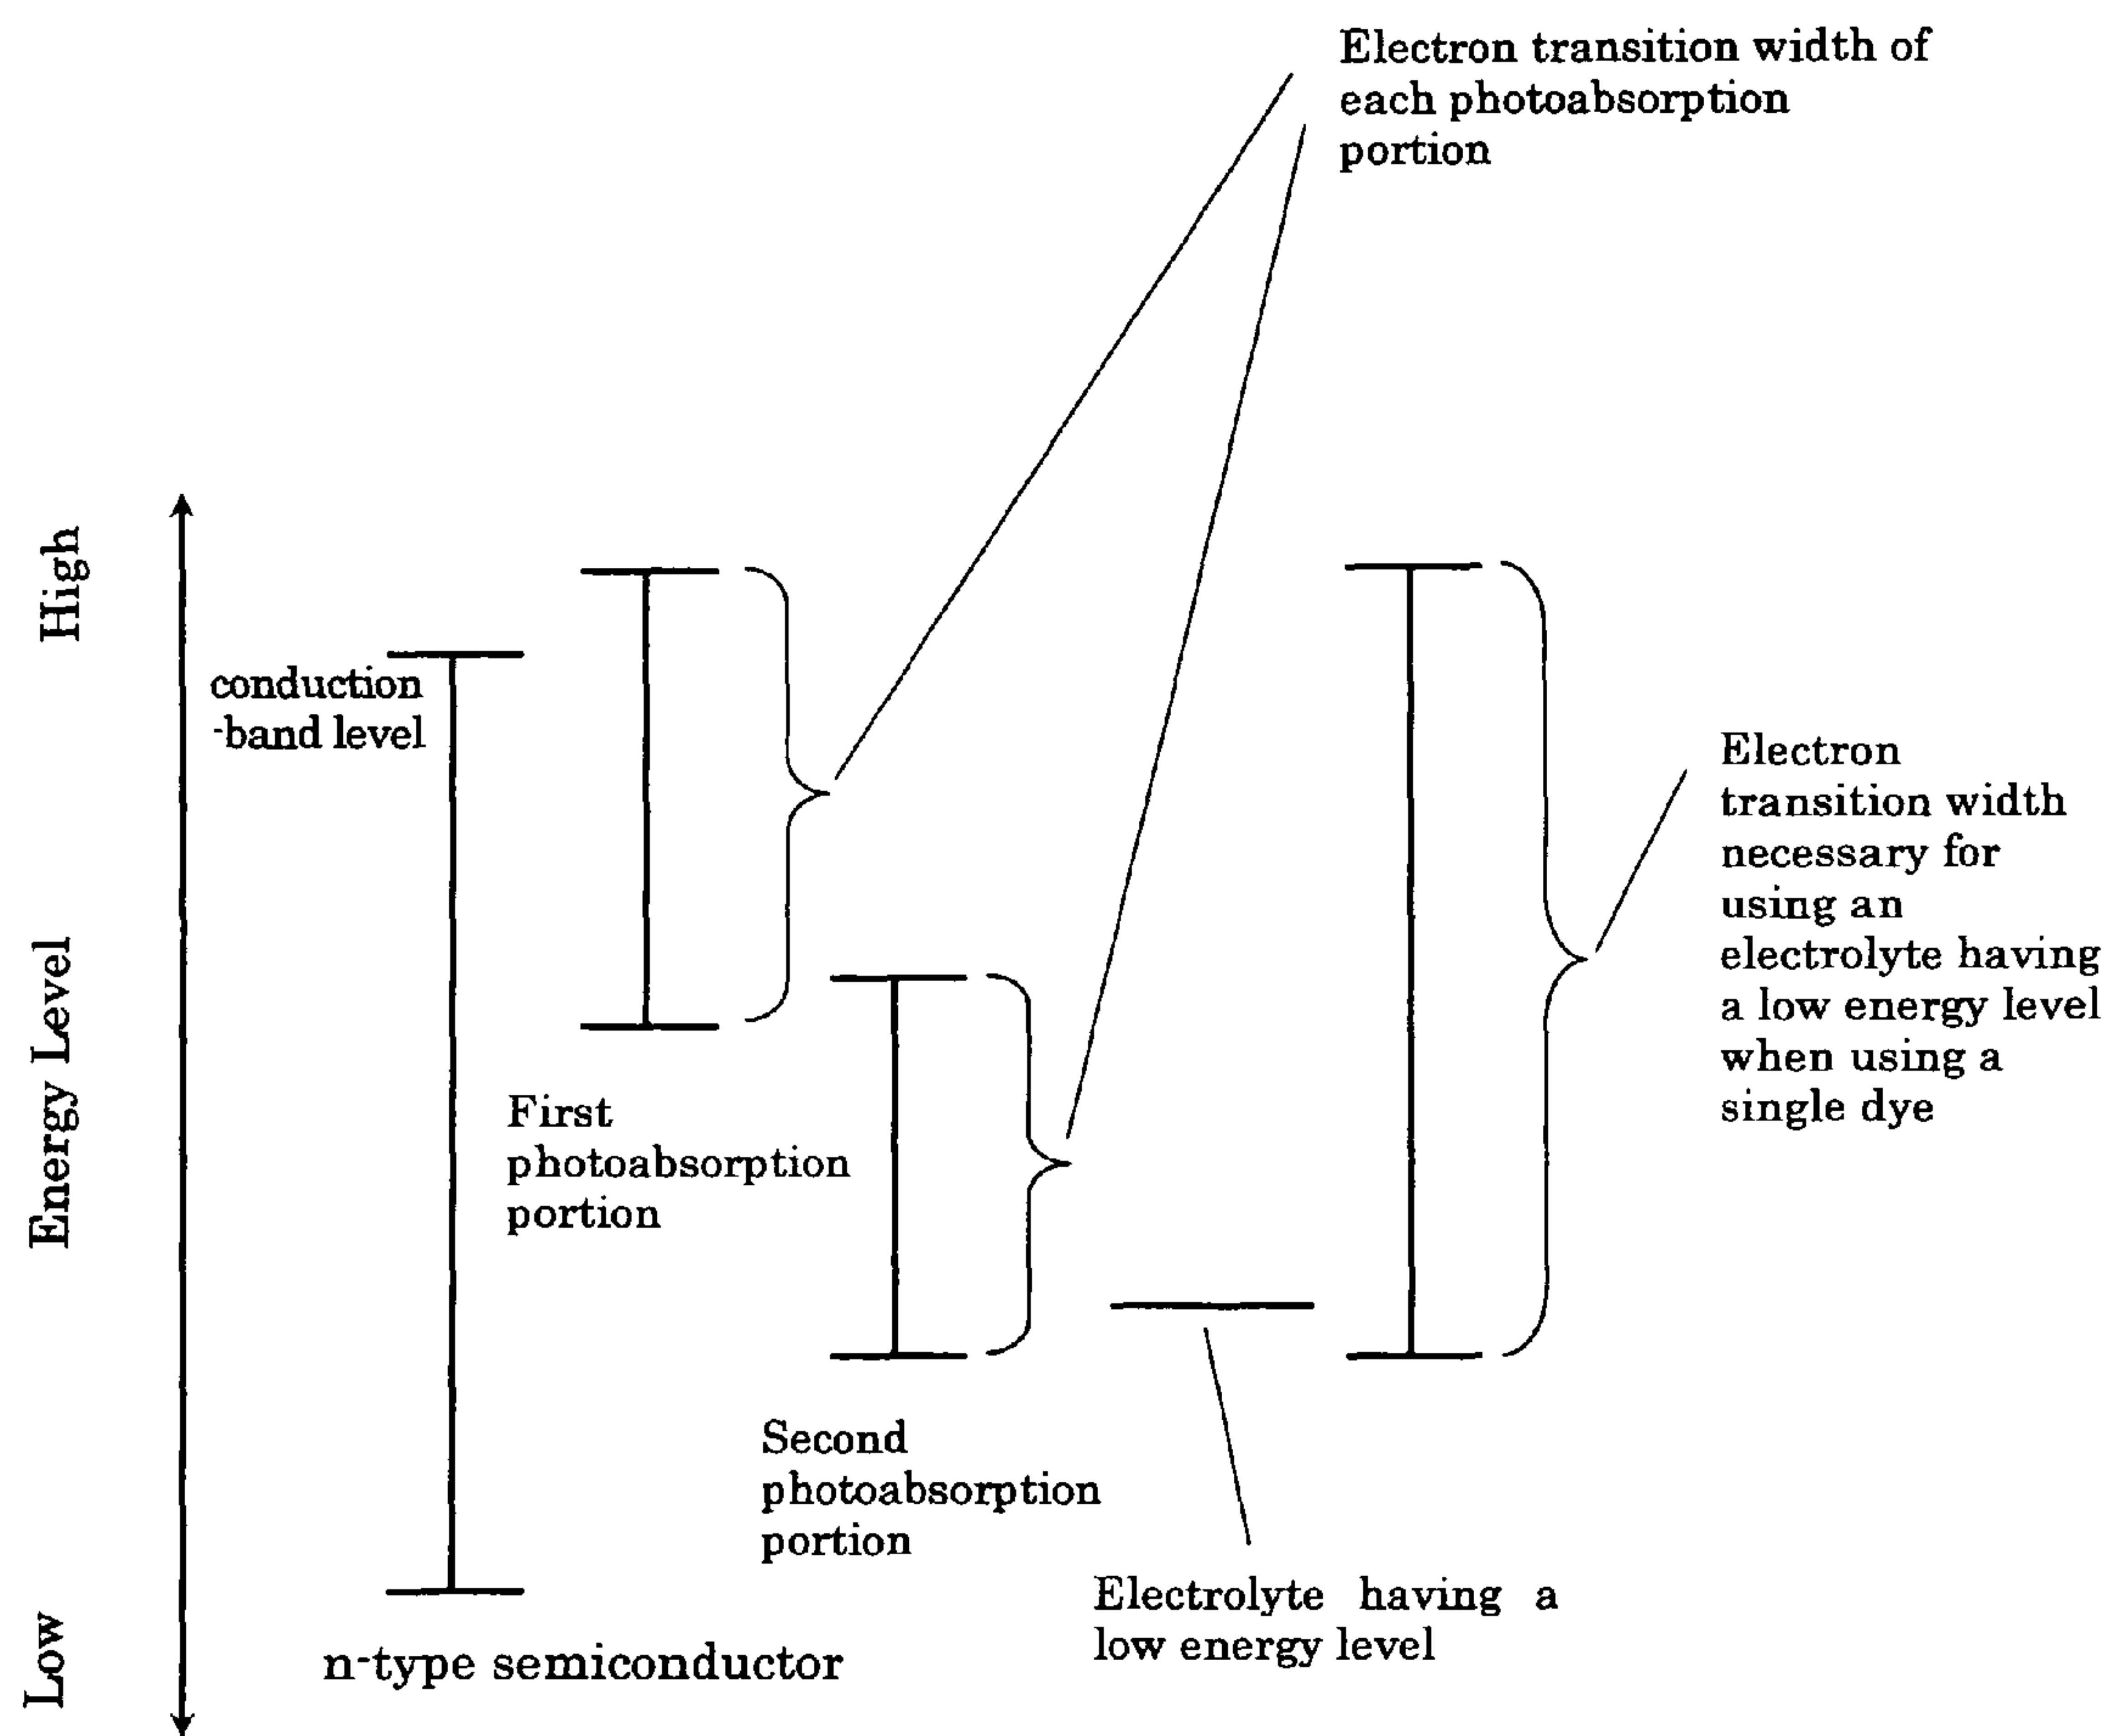 Electron transition width of
each photoabsorption
portion
High
conduction
-band level
Energy Level
Electron
transition width
necessary for
using an
electrolyte having
a low energy level
when using a
single dye
First
photoabsorption
portion
Second
photoabsorption
portion
Electrolyte having a
low energy level
Low
n-type semiconductor